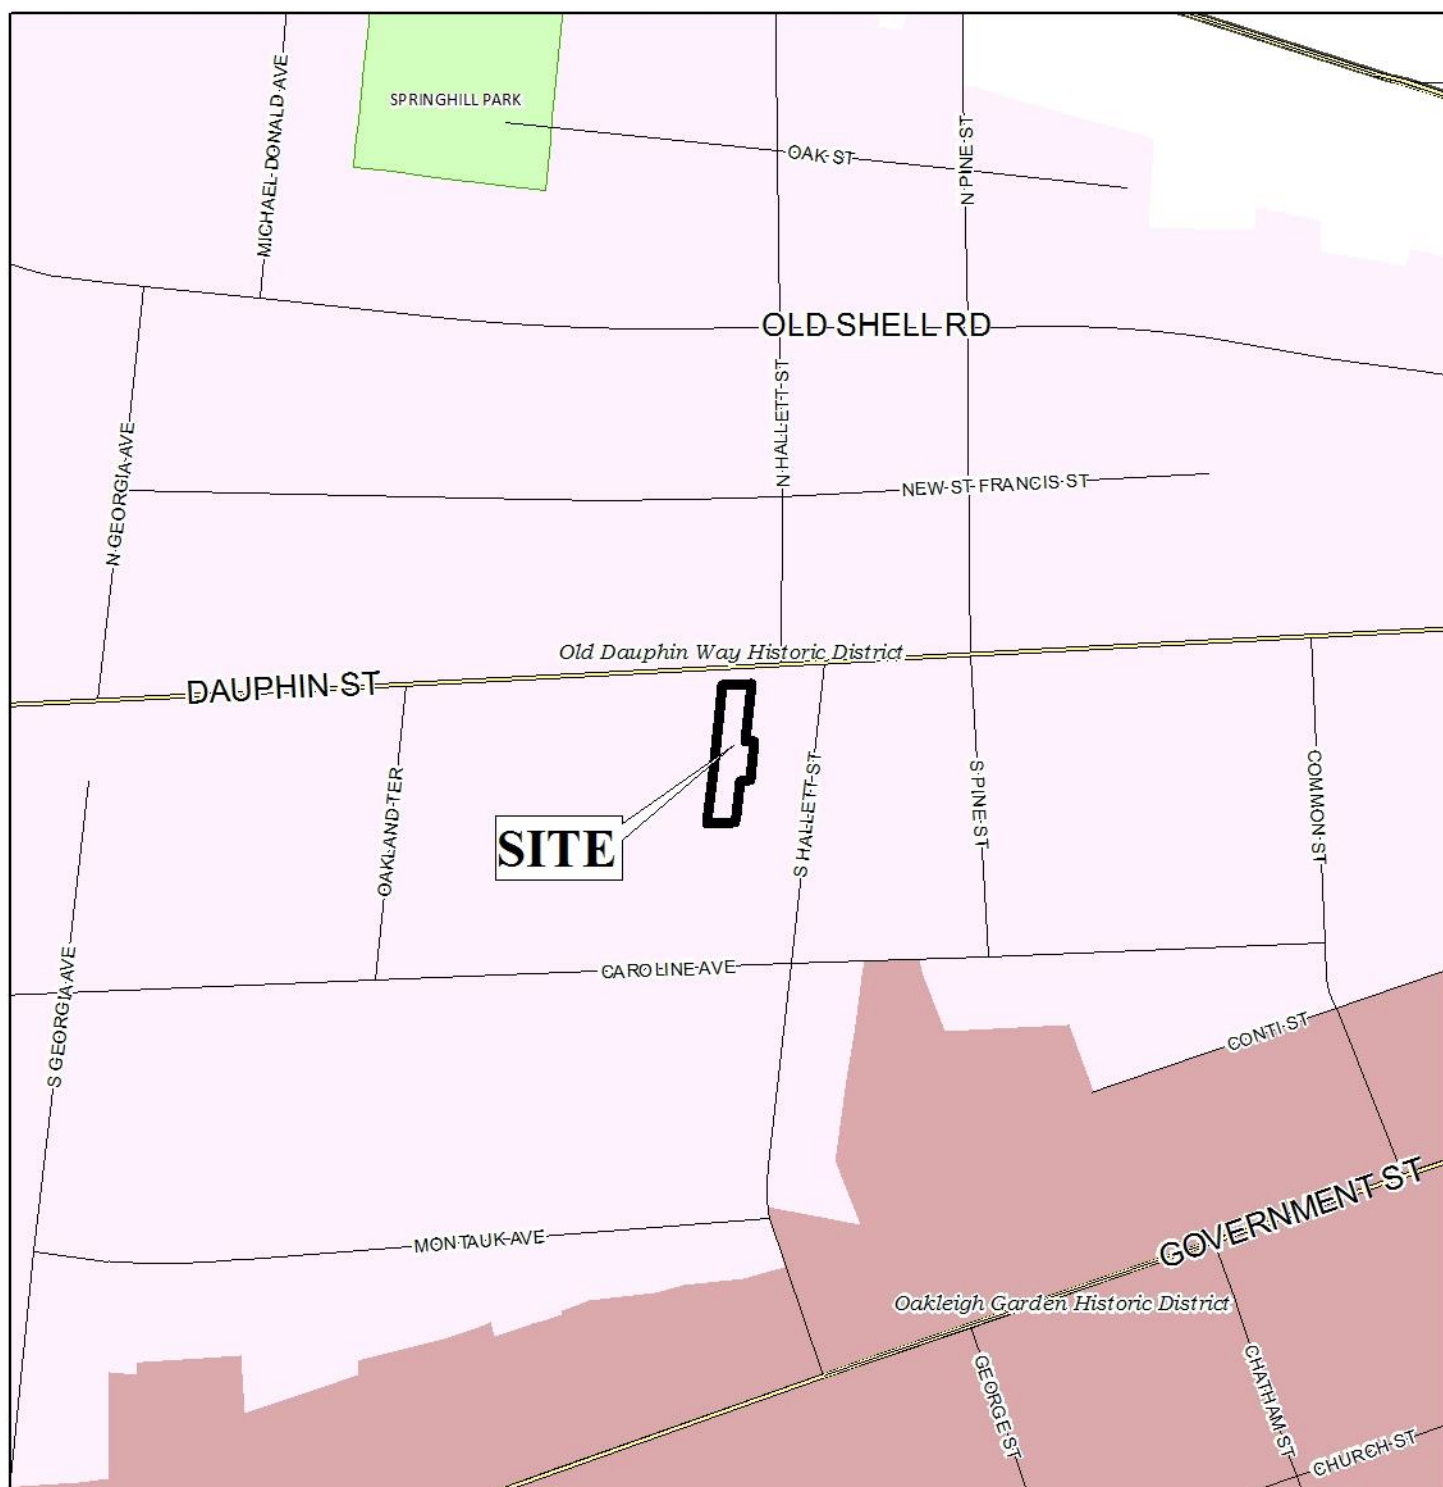 MICHAEL DONALD AVE
SPRINGHILL PARK
OAK ST
N PINE ST
OLD SHELL RD
N HALLETT ST
N GEORGIA AVE
NEW ST FRANCIS ST
Old Dauphin Way Historic District
DAUPHIN ST
OAKLAND TER
SITE
S HALLETT ST
S PINE ST
COMMON ST
CAROLINE AVE
S GEORGIA AVE
CONTI ST
MONTAUK AVE
GOVERNMENT ST
Oakleigh Garden Historic District
GEORGE ST
CHATHAM ST
CHURCH ST